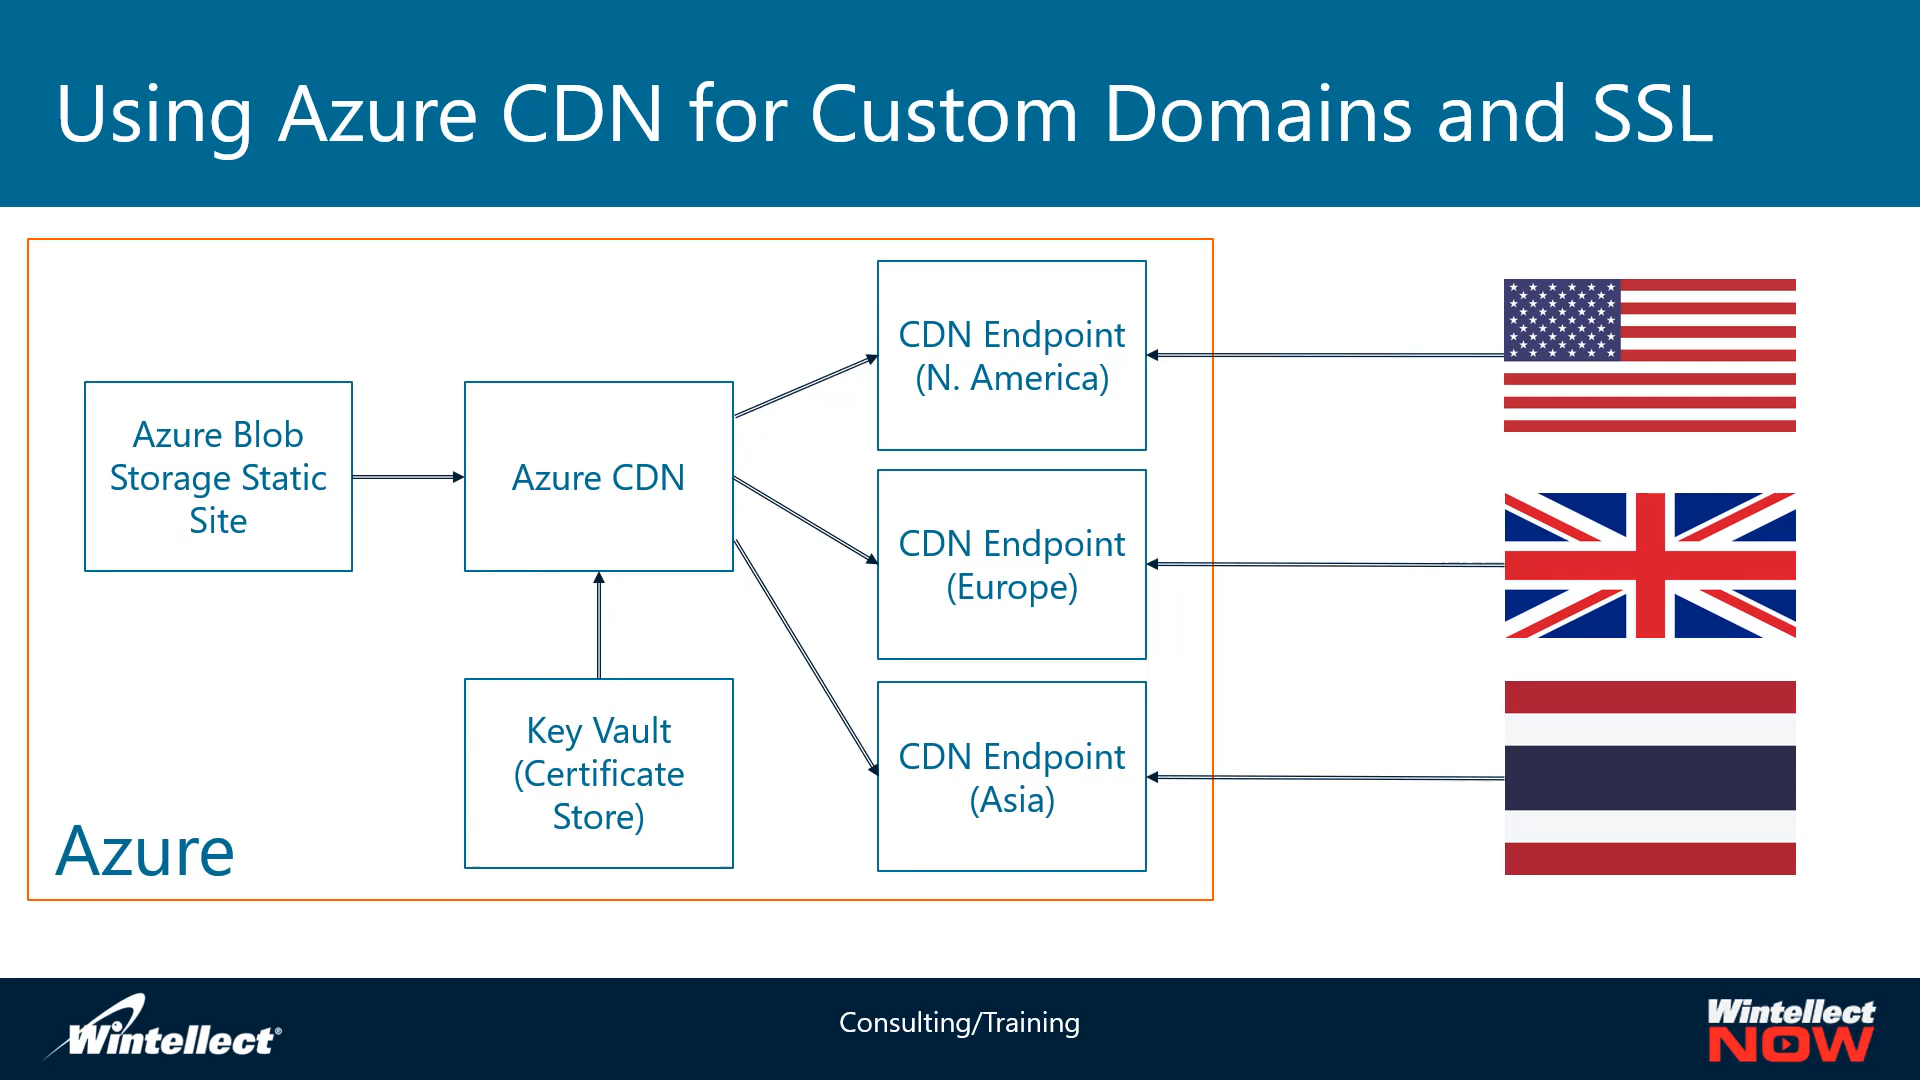 Using Azure CDN for Custom Domains and SSL
Azure Blob
Storage Static
Site
Azure CDN
Key Vault
(Certificate
Store)
CDN Endpoint
(N. America)
CDN Endpoint
(Europe)
CDN Endpoint
(Asia)
Azure
Wintellect®
Consulting/Training
Wintellect
NOW